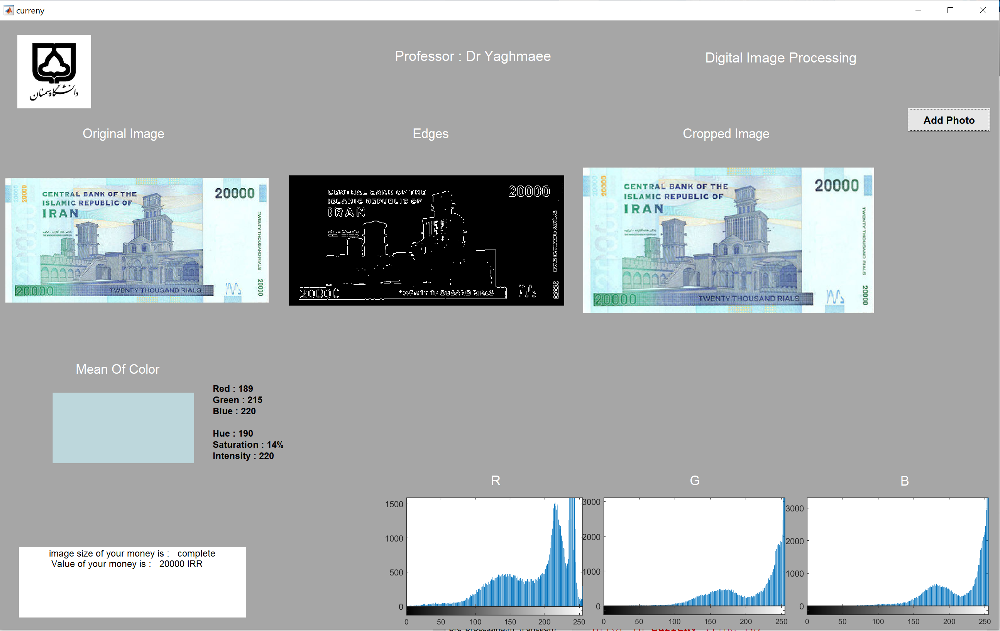 curreny
دانشگاه سمنان
Professor : Dr Yaghmaee
Digital Image Processing
Add Photo
Original Image
Edges
Cropped Image
20000
20000
CENTRAL BANK OF THE
ISLAMIC REPUBLIC OF
IRAN
20000
TWENTY THOUSAND RIALS
20000
20000
TWENTY THOUSAND RIALS
CENTRAL BANK OF THE
ISLAMIC REPUBLIC OF
IRAN
20000
20000
TWENTY THOUSAND RIALS
20000
20000
CENTRAL BANK OF THE
ISLAMIC REPUBLIC OF
IRAN
20000
TWENTY THOUSAND RIALS
20000
20000
TWENTY THOUSAND RIALS
Mean Of Color
Red : 189
Green : 215
Blue : 220
Hue : 190
Saturation : 14%
Intensity : 220
image size of your money is : complete
Value of your money is : 20000 IRR
R
1500
1000
500
0
0 50 100 150 200 250
G
3000
2000
1000
0
0 50 100 150 200 250
B
3000
2000
1000
0
0 50 100 150 200 250